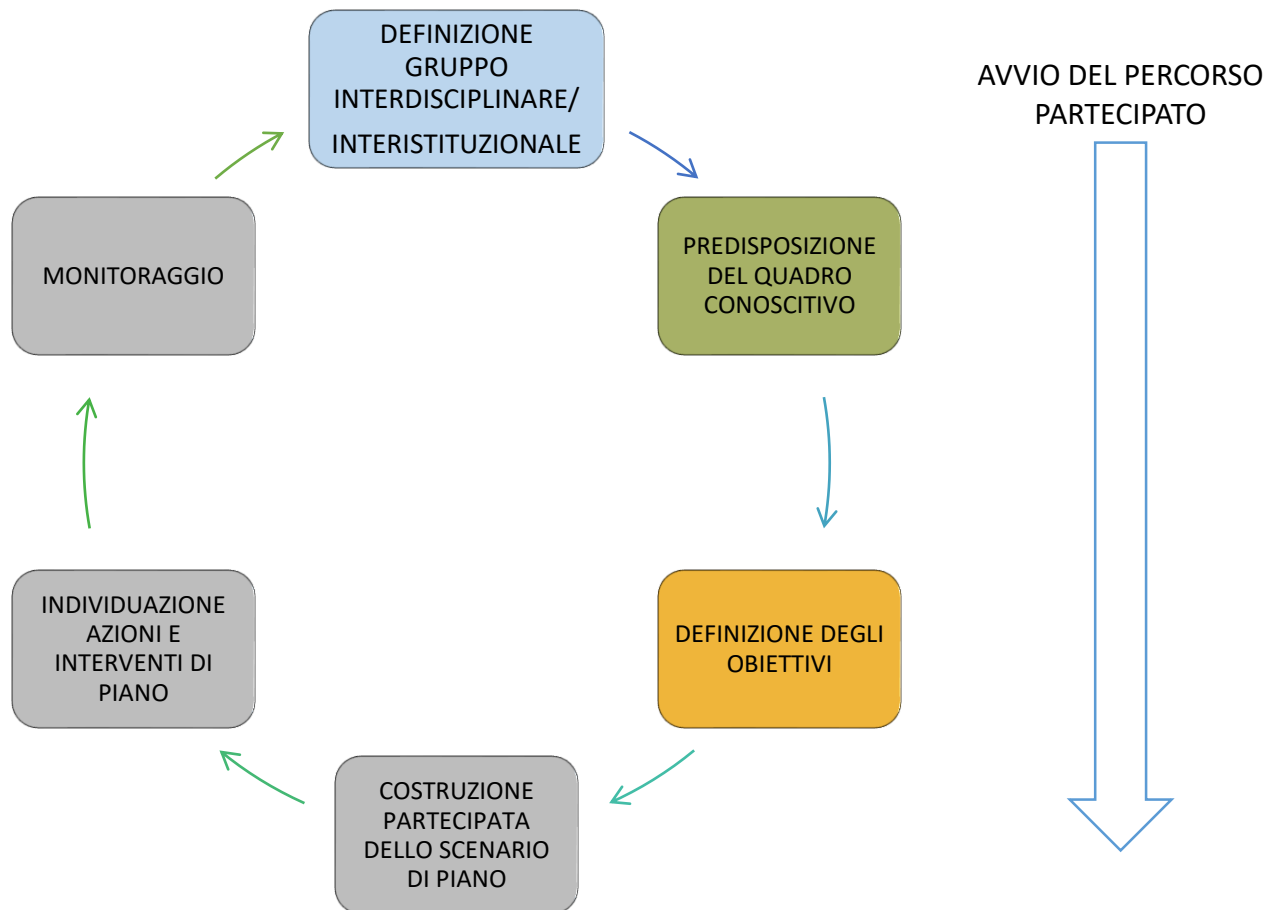 DEFINIZIONE
GRUPPO
INTERDISCIPLINARE/
INTERISTITUZIONALE
AVVIO DEL PERCORSO
PARTECIPATO
PREDISPOSIZIONE
DEL QUADRO
CONOSCITIVO
DEFINIZIONE DEGLI
OBIETTIVI
COSTRUZIONE
PARTECIPATA
DELLO SCENARIO
DI PIANO
INDIVIDUAZIONE
AZIONI E
INTERVENTI DI
PIANO
MONITORAGGIO